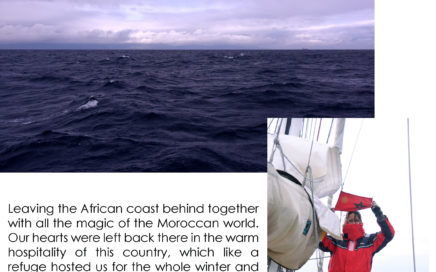 Leaving the African coast behind together
with all the magic of the Moroccan world.
Our hearts were left back there in the warm
hospitality of this country, which like a
refuge hosted us for the whole winter and